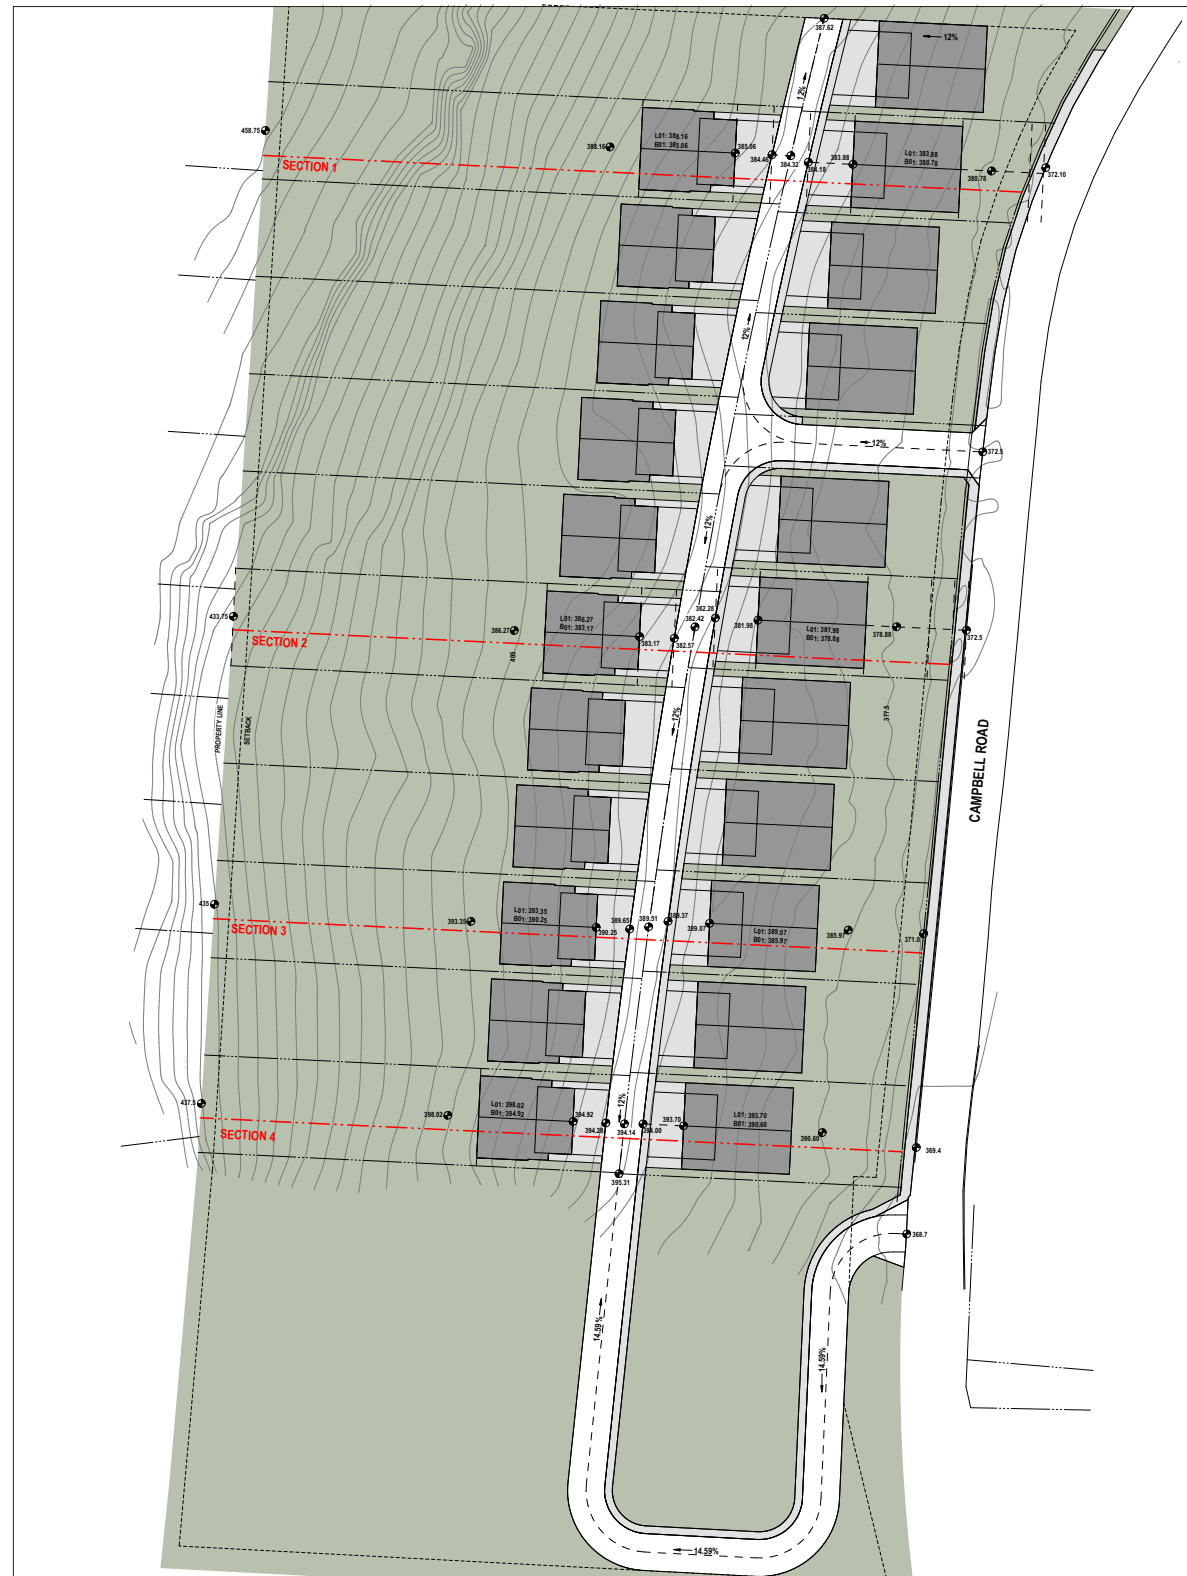 387.62
12%
12%
458.75
388.16
L01: 388.16
B01: 385.06
385.06
384.46
384.32
384.18
383.88
L01: 383.88
B01: 380.78
380.78
372.10
SECTION 1
12%
12%
372.5
12%
433.75
SECTION 2
386.27
405
L01: 386.27
B01: 383.17
383.17
382.57
382.42
382.28
381.98
L01: 381.98
B01: 378.88
378.88
372.5
12%
377.5
PROPERTY LINE
SETBACK
CAMPBELL ROAD
435
SECTION 3
393.35
L01: 393.35
B01: 390.25
390.25
389.65
389.51
389.37
389.07
L01: 389.07
B01: 385.97
385.97
371.0
437.5
SECTION 4
398.02
L01: 398.02
B01: 394.92
394.92
394.28
12%
394.14
394.00
393.70
L01: 393.70
B01: 390.60
390.60
369.4
395.31
368.7
14.59%
14.59%
14.59%